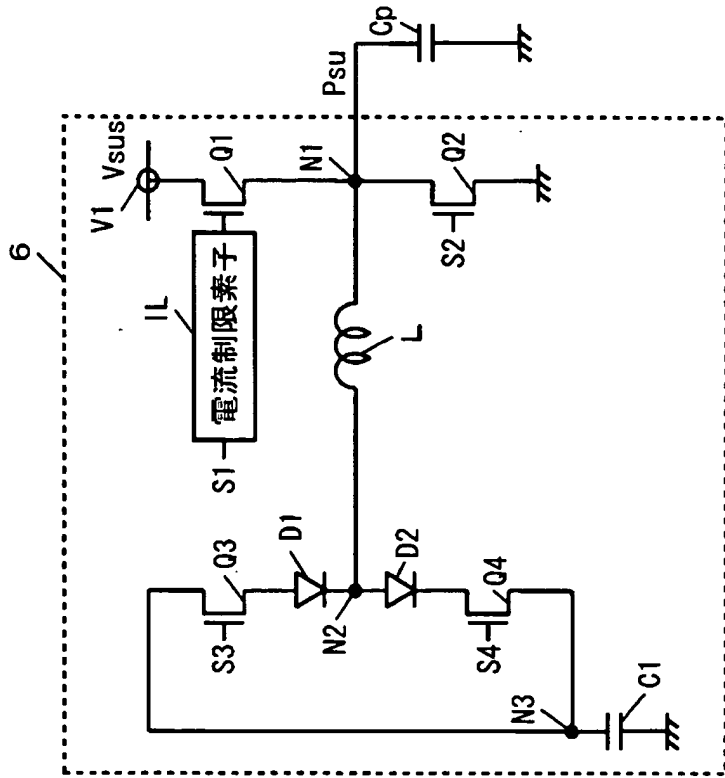 6
V1
Vsus
S1
電流制限素子
IL
Q1
N1
Psu
Cp
S2
Q2
L
S3
Q3
D1
N2
D2
S4
Q4
N3
C1